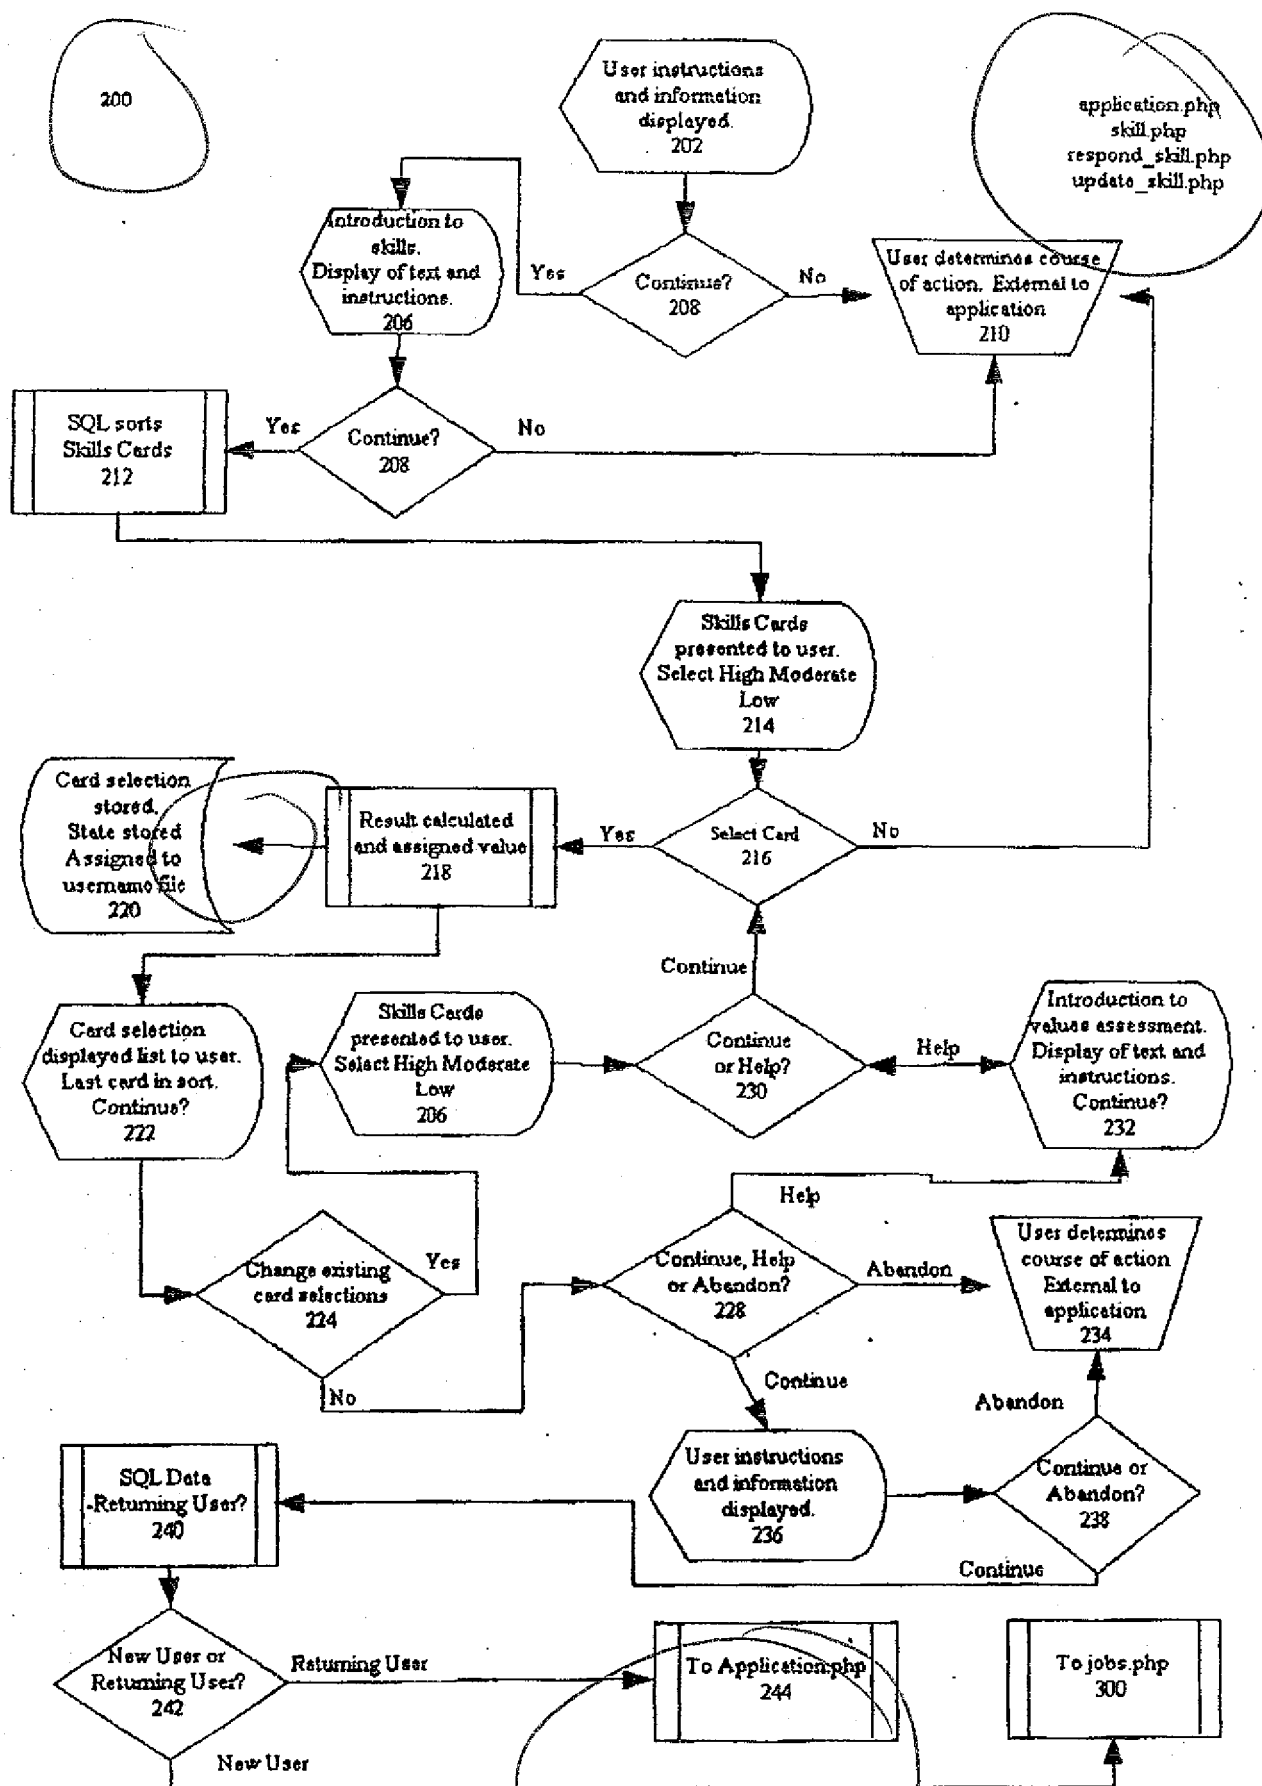 200
User instructions
and information
displayed.
202
application.php
skill.php
respond_skill.php
update_skill.php
Introduction to
skills.
Display of text and
instructions.
206
Yes
Continue?
208
No
User determines course
of action. External to
application
210
SQL sorts
Skills Cards
212
Yes
Continue?
208
No
Skills Cards
presented to user.
Select High Moderate
Low
214
Card selection
stored.
State stored
Assigned to
username file
220
Result calculated
and assigned value
218
Yes
Select Card
216
No
Continue
Card selection
displayed list to user.
Last card in sort.
Continue?
222
Skills Cards
presented to user.
Select High Moderate
Low
206
Continue
or Help?
230
Help
Introduction to
values assessment.
Display of text and
instructions.
Continue?
232
Help
Change existing
card selections
224
Yes
No
Continue, Help
or Abandon?
228
Abandon
User determines
course of action
External to
application
234
Continue
Abandon
SQL Data
-Returning User?
240
User instructions
and information
displayed.
236
Continue or
Abandon?
238
Continue
New User or
Returning User?
242
Returning User
To Application.php
244
To jobs.php
300
New User